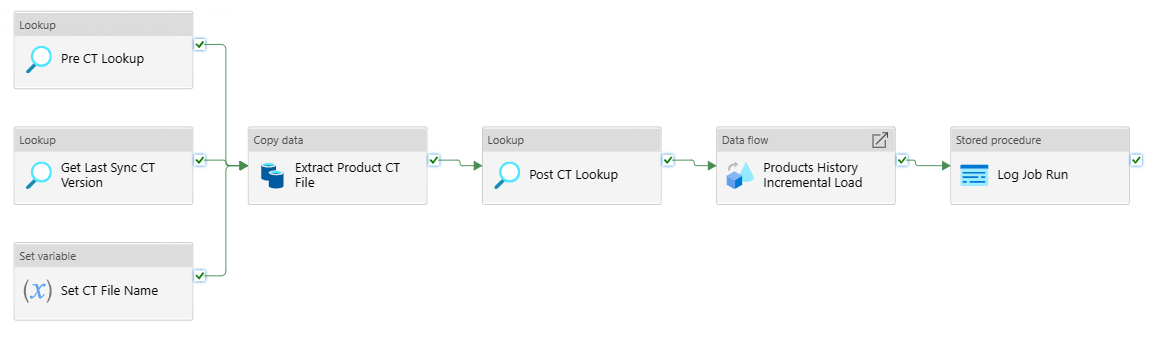 Lookup
Pre CT Lookup
Lookup
Get Last Sync CT
Version
Set variable
(x) Set CT File Name
Copy data
Extract Product CT
File
Lookup
Post CT Lookup
Data flow
Products History
Incremental Load
Stored procedure
Log Job Run